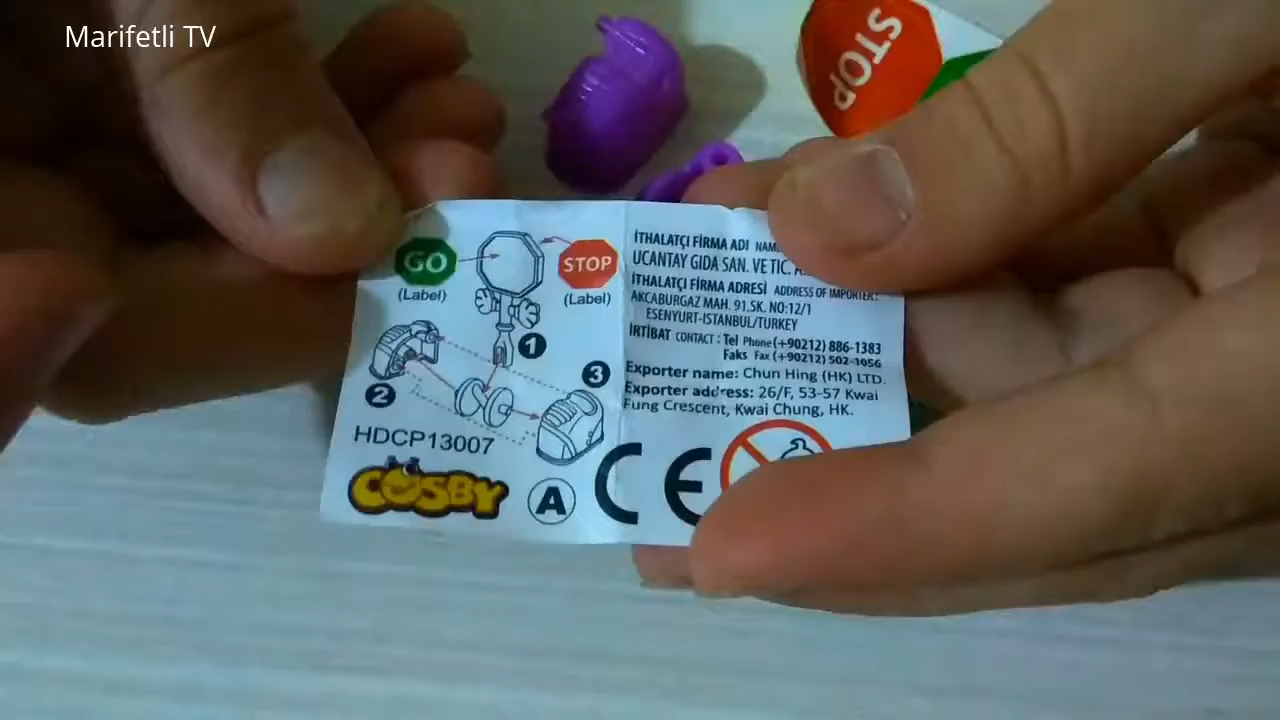 Marifetli TV
STOP
GO
(Label)
STOP
(Label)
1
2
3
HDCP13007
COSBY
A
İTHALATÇI FİRMA ADI
UCANTAY GIDA SAN. VE TİC.
İTHALATÇI FİRMA ADRESİ ADDRESS OF IMPORTER:
AKCABURGAZ MAH. 91.SK. NO:12/1
ESENYURT-ISTANBUL/TURKEY
İRTİBAT CONTACT : Tel Phone (+90212) 886-1383
Faks Fax (+90212) 502-1056
Exporter name: Chun Hing (HK) LTD.
Exporter address: 26/F, 53-57 Kwai
Fung Crescent, Kwai Chung, HK.
CE